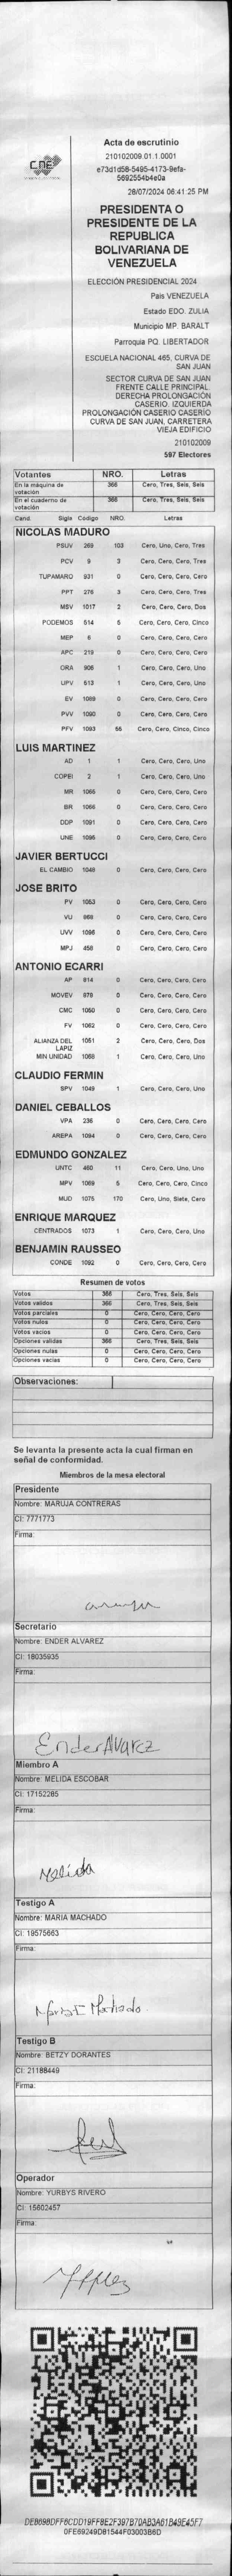 CNE
Acta de escrutinio
210102009.01.1.0001
e73d1d56-5495-4173-9efa-
5692554b4e0a
28/07/2024 06:41:25 PM
PRESIDENTA O
PRESIDENTE DE LA
REPUBLICA
BOLIVARIANA DE
VENEZUELA
ELECCIÓN PRESIDENCIAL 2024
Pais VENEZUELA
Estado EDO. ZULIA
Municipio MP. BARALT
Parroquia PQ. LIBERTADOR
ESCUELA NACIONAL 465, CURVA DE
SAN JUAN
SECTOR CURVA DE SAN JUAN
FRENTE CALLE PRINCIPAL.
DERECHA PROLONGACIÓN
CASERIO. IZQUIERDA
PROLONGACIÓN CASERIO CASERÍO
CURVA DE SAN JUAN, CARRETERA
VIEJA EDIFICIO
210102009
597 Electores
Votantes NRO. Letras
En la máquina de votación 366 Cero, Tres, Seis, Seis
En el cuaderno de votación 366 Cero, Tres, Seis, Seis
Cand. Sigla Código NRO. Letras
NICOLAS MADURO
PSUV 269 103 Cero, Uno, Cero, Tres
PCV 9 3 Cero, Cero, Cero, Tres
TUPAMARO 931 0 Cero, Cero, Cero, Cero
PPT 276 3 Cero, Cero, Cero, Tres
MSV 1017 2 Cero, Cero, Cero, Dos
PODEMOS 514 5 Cero, Cero, Cero, Cinco
MEP 6 0 Cero, Cero, Cero, Cero
APC 219 0 Cero, Cero, Cero, Cero
ORA 906 1 Cero, Cero, Cero, Uno
UPV 513 1 Cero, Cero, Cero, Uno
EV 1089 0 Cero, Cero, Cero, Cero
PVV 1090 0 Cero, Cero, Cero, Cero
PFV 1093 55 Cero, Cero, Cinco, Cinco
LUIS MARTINEZ
AD 1 1 Cero, Cero, Cero, Uno
COPEI 2 1 Cero, Cero, Cero, Uno
MR 1065 0 Cero, Cero, Cero, Cero
BR 1066 0 Cero, Cero, Cero, Cero
DDP 1091 0 Cero, Cero, Cero, Cero
UNE 1095 0 Cero, Cero, Cero, Cero
JAVIER BERTUCCI
EL CAMBIO 1048 0 Cero, Cero, Cero, Cero
JOSE BRITO
PV 1053 0 Cero, Cero, Cero, Cero
VU 868 0 Cero, Cero, Cero, Cero
UVV 1096 0 Cero, Cero, Cero, Cero
MPJ 456 0 Cero, Cero, Cero, Cero
ANTONIO ECARRI
AP 914 0 Cero, Cero, Cero, Cero
MOVEV 978 0 Cero, Cero, Cero, Cero
CMC 1050 0 Cero, Cero, Cero, Cero
FV 1062 0 Cero, Cero, Cero, Cero
ALIANZA DEL LAPIZ 1051 2 Cero, Cero, Cero, Dos
MIN UNIDAD 1068 1 Cero, Cero, Cero, Uno
CLAUDIO FERMIN
SPV 1049 1 Cero, Cero, Cero, Uno
DANIEL CEBALLOS
VPA 236 0 Cero, Cero, Cero, Cero
AREPA 1094 0 Cero, Cero, Cero, Cero
EDMUNDO GONZALEZ
UNTC 460 11 Cero, Cero, Uno, Uno
MPV 1069 5 Cero, Cero, Cero, Cinco
MUD 1075 170 Cero, Uno, Siete, Cero
ENRIQUE MARQUEZ
CENTRADOS 1073 1 Cero, Cero, Cero, Uno
BENJAMIN RAUSSEO
CONDE 1092 0 Cero, Cero, Cero, Cero
Resumen de votos
Votos 366 Cero, Tres, Seis, Seis
Votos validos 366 Cero, Tres, Seis, Seis
Votos parciales 0 Cero, Cero, Cero, Cero
Votos nulos 0 Cero, Cero, Cero, Cero
Votos vacios 0 Cero, Cero, Cero, Cero
Opciones validas 366 Cero, Tres, Seis, Seis
Opciones nulas 0 Cero, Cero, Cero, Cero
Opciones vacias 0 Cero, Cero, Cero, Cero
Observaciones:
Se levanta la presente acta la cual firman en
señal de conformidad.
Miembros de la mesa electoral
Presidente
Nombre: MARUJA CONTRERAS
CI: 7771773
Firma:
Secretario
Nombre: ENDER ALVAREZ
CI: 18035935
Firma:
Ender Alvarez
Miembro A
Nombre: MELIDA ESCOBAR
CI: 17152285
Firma:
Melida
Testigo A
Nombre: MARIA MACHADO
CI: 19575663
Firma:
Maria Machado
Testigo B
Nombre: BETZY DORANTES
CI: 21188449
Firma:
Operador
Nombre: YURBYS RIVERO
CI: 15602457
Firma:
DEB698DFF6CDD19FF8E2F397B70AB3A61B49E45F7
0FE69249D81544F03003B6D